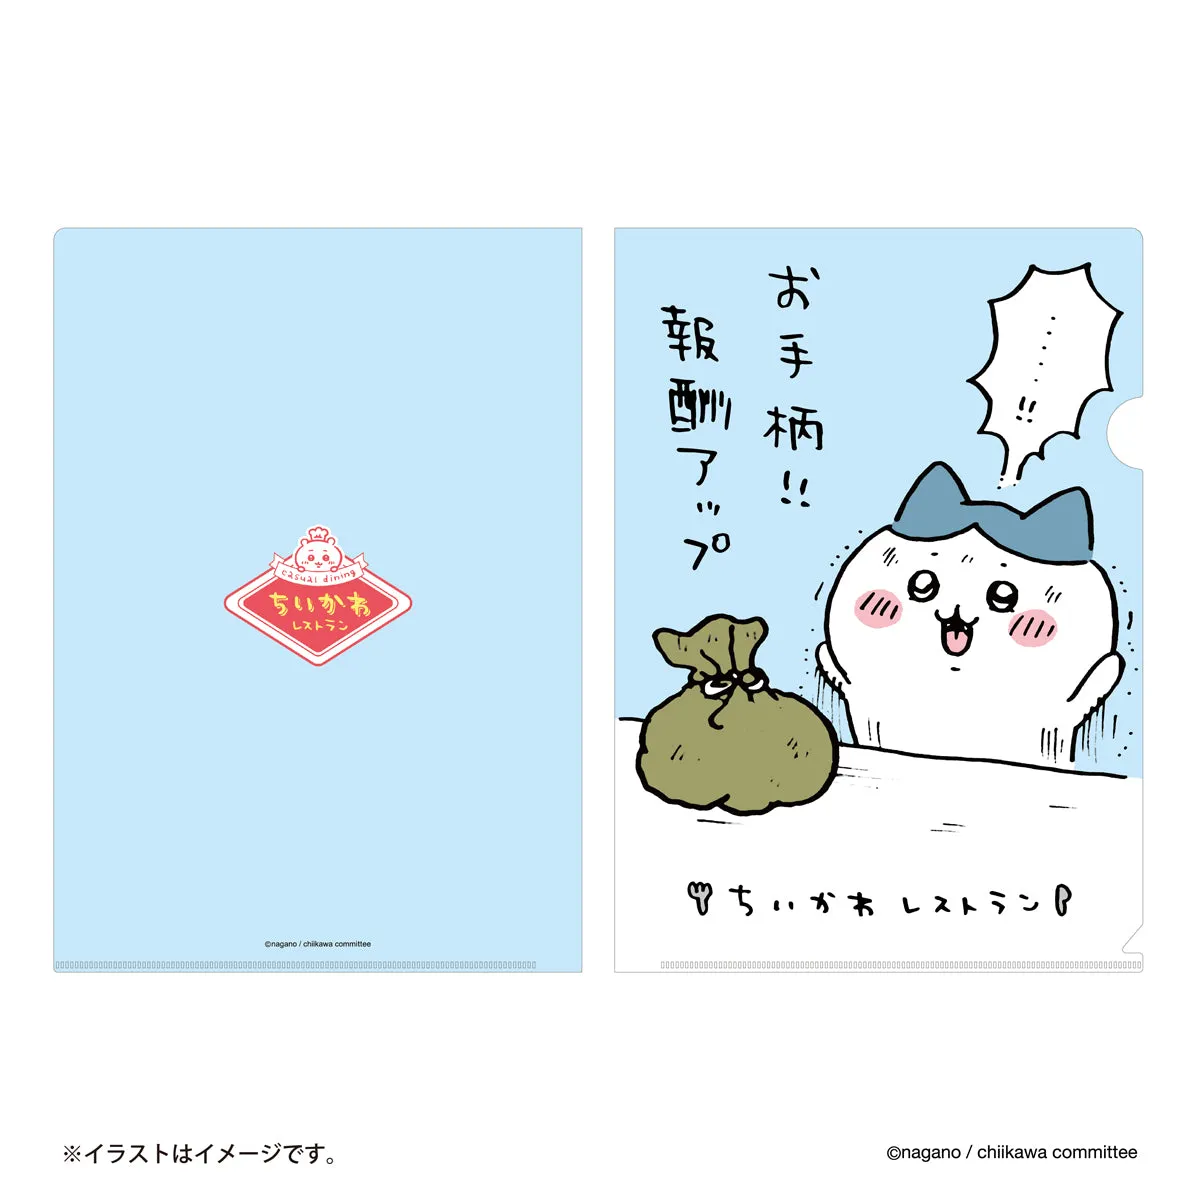 casual dining
ちいかわ
レストラン
©nagano / chiikawa committee
お手柄!!
報酬アップ
……!!
ちいかわ レストラン
※イラストはイメージです。
©nagano / chiikawa committee